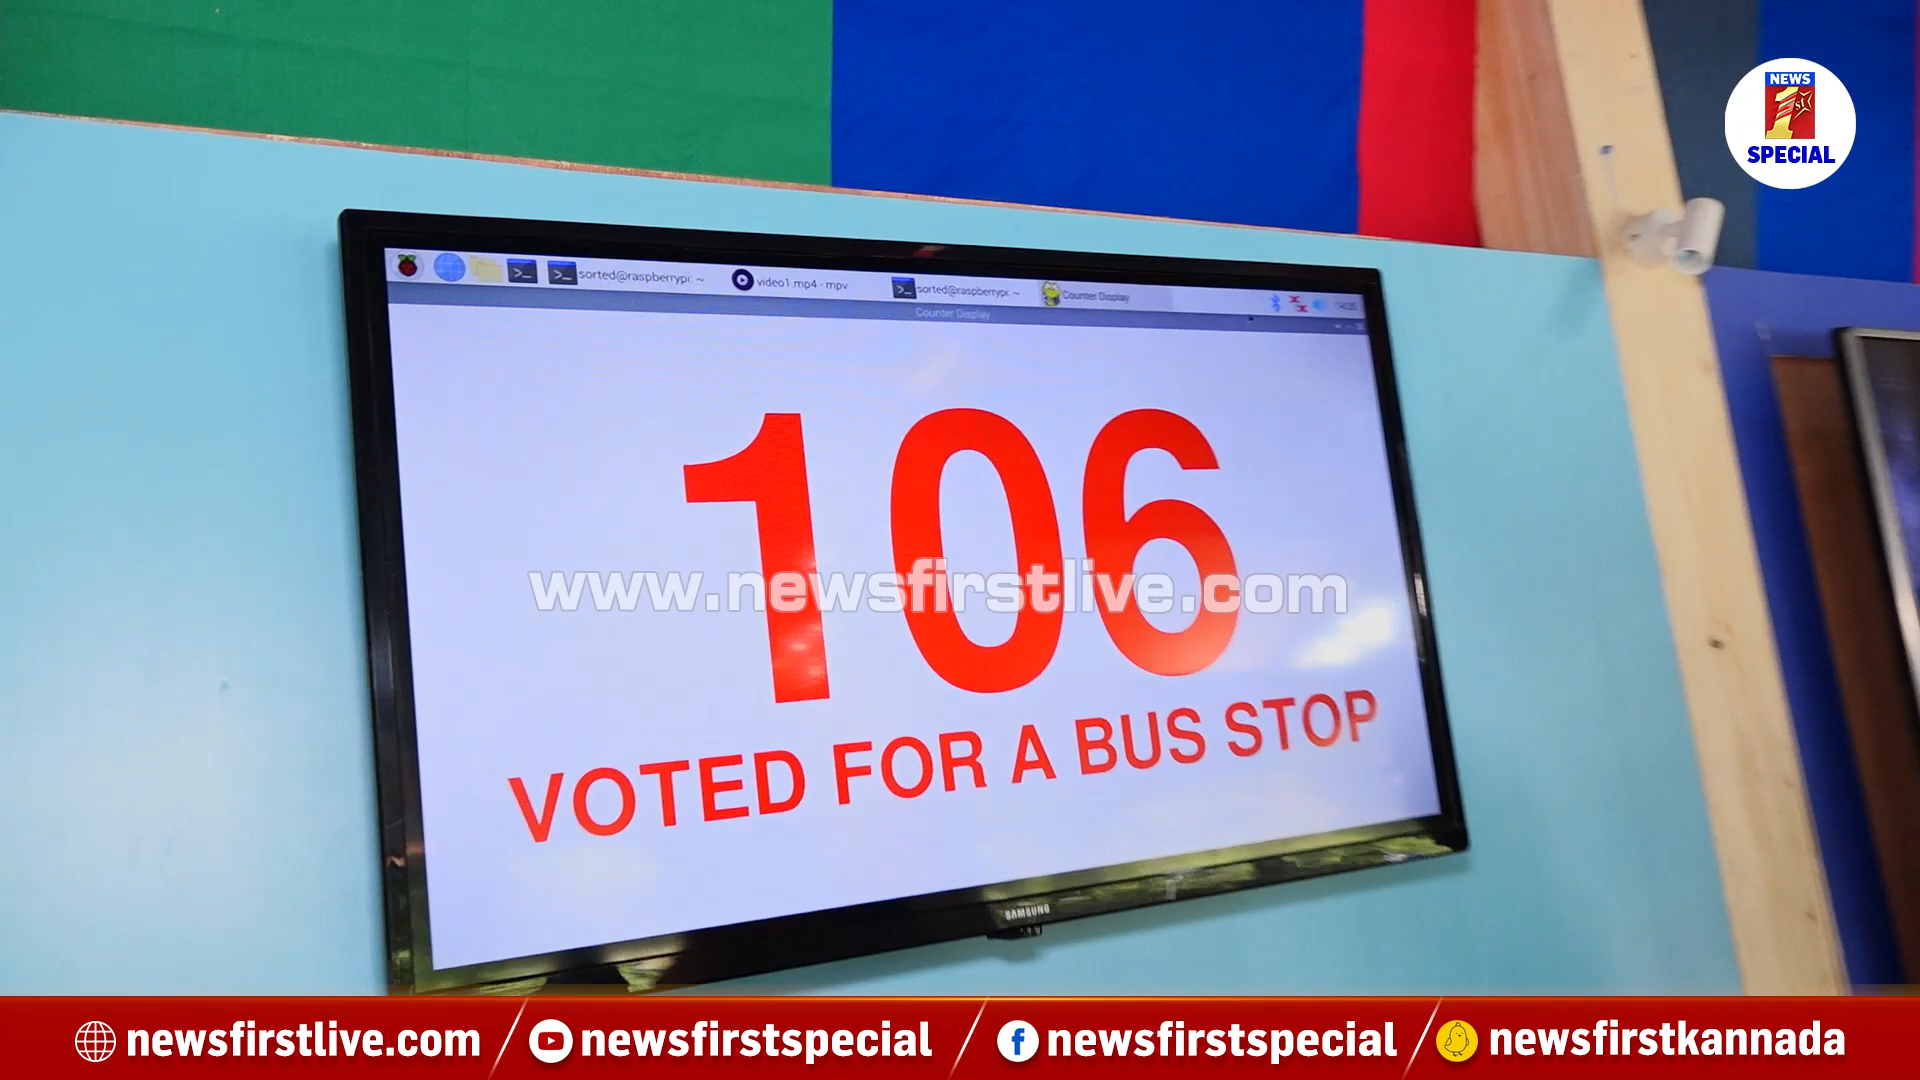 NEWS
1st
SPECIAL
sorted@raspberrypi: ~
video1.mp4 - mpv
sorted@raspberrypi: ~
Counter Display
Counter Display
106
www.newsfirstlive.com
VOTED FOR A BUS STOP
SAMSUNG
newsfirstlive.com
newsfirstspecial
newsfirstspecial
newsfirstkannada